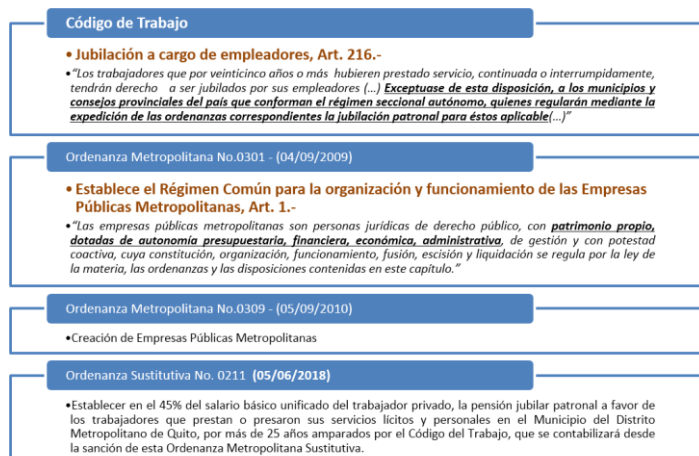 Código de Trabajo
• Jubilación a cargo de empleadores, Art. 216.-
•“Los trabajadores que por veinticinco años o más hubieren prestado servicio, continuada o interrumpidamente,
tendrán derecho a ser jubilados por sus empleadores (…) Exceptuase de esta disposición, a los municipios y
consejos provinciales del país que conforman el régimen seccional autónomo, quienes regularán mediante la
expedición de las ordenanzas correspondientes la jubilación patronal para éstos aplicable(…)”
Ordenanza Metropolitana No.0301 - (04/09/2009)
• Establece el Régimen Común para la organización y funcionamiento de las Empresas
Públicas Metropolitanas, Art. 1.-
•“Las empresas públicas metropolitanas son personas jurídicas de derecho público, con patrimonio propio,
dotadas de autonomía presupuestaria, financiera, económica, administrativa, de gestión y con potestad
coactiva, cuya constitución, organización, funcionamiento, fusión, escisión y liquidación se regula por la ley de
la materia, las ordenanzas y las disposiciones contenidas en este capítulo.”
Ordenanza Metropolitana No.0309 - (05/09/2010)
•Creación de Empresas Públicas Metropolitanas
Ordenanza Sustitutiva No. 0211 (05/06/2018)
•Establecer en el 45% del salario básico unificado del trabajador privado, la pensión jubilar patronal a favor de
los trabajadores que prestan o presaron sus servicios lícitos y personales en el Municipio del Distrito
Metropolitano de Quito, por más de 25 años amparados por el Código del Trabajo, que se contabilizará desde
la sanción de esta Ordenanza Metropolitana Sustitutiva.